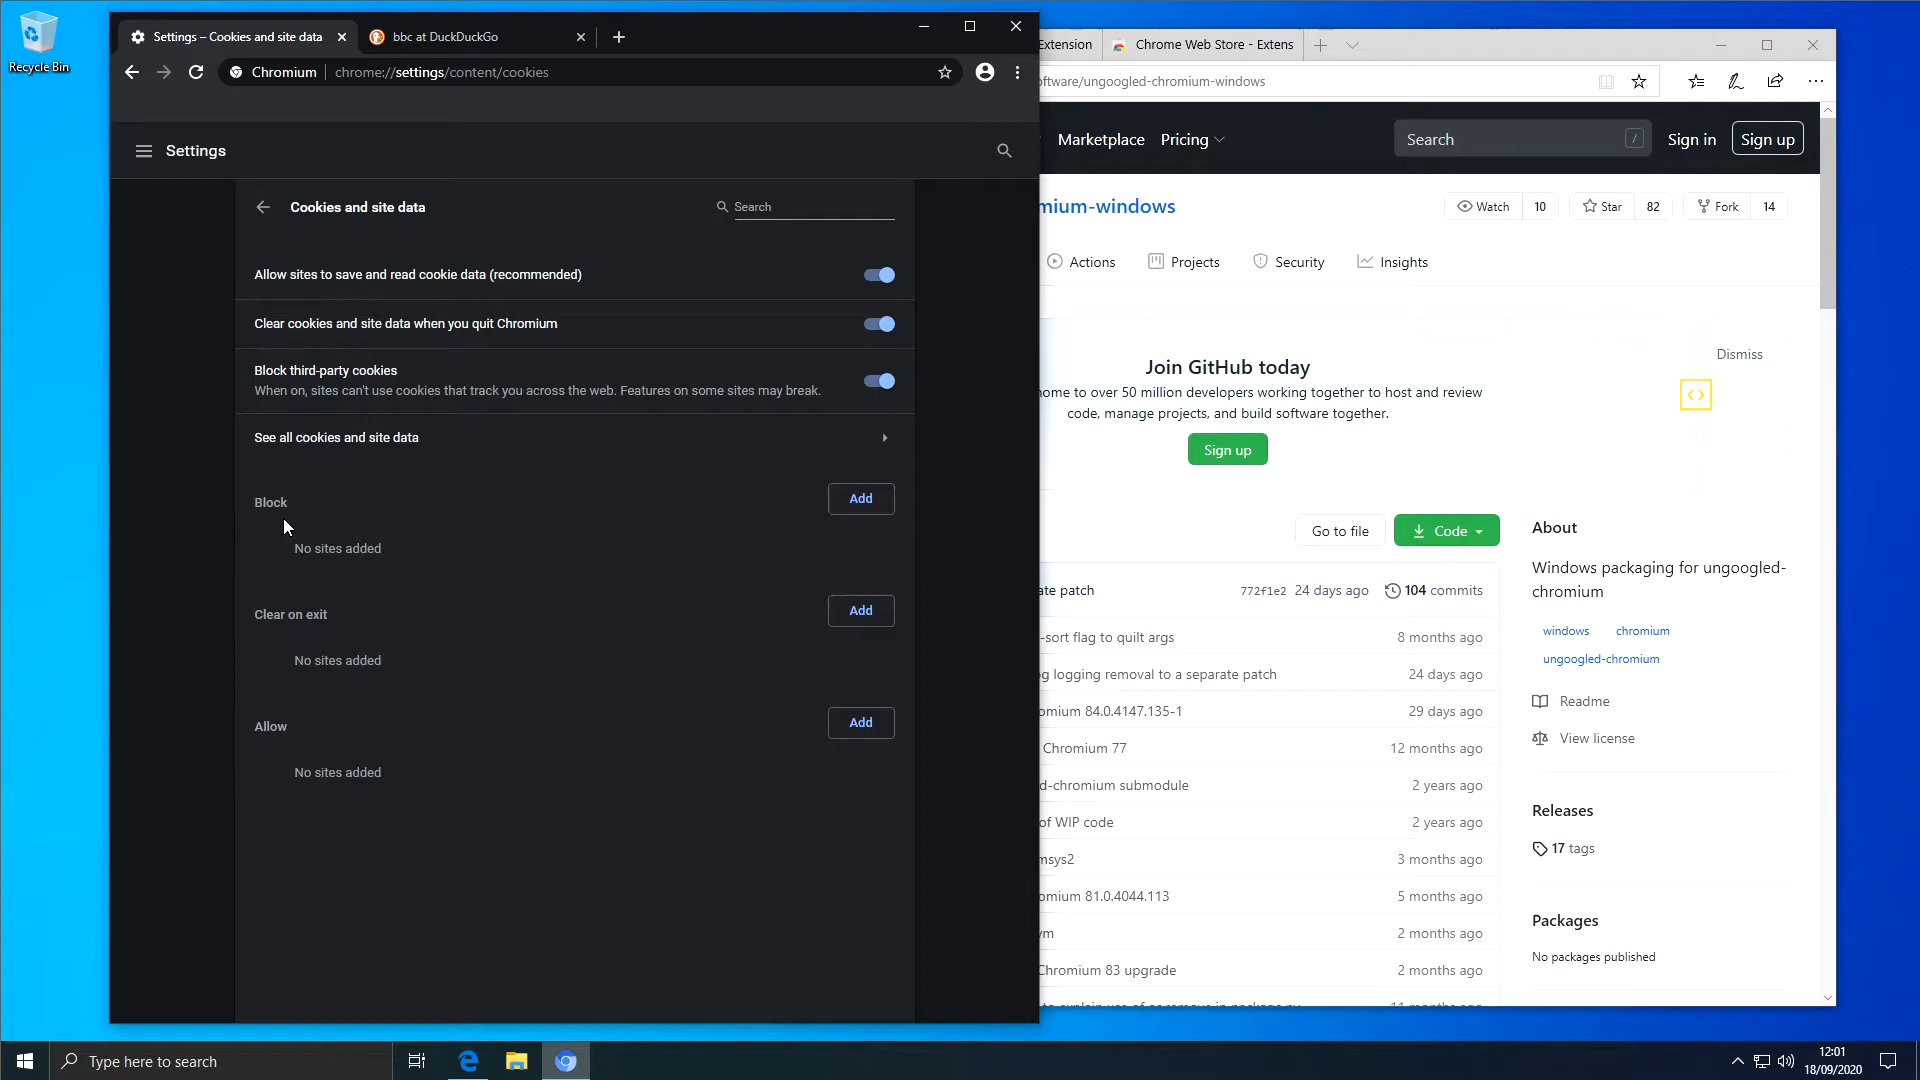 Recycle Bin
Settings – Cookies and site data
bbc at DuckDuckGo
Chromium
chrome://settings/content/cookies
Settings
Cookies and site data
Search
Allow sites to save and read cookie data (recommended)
Clear cookies and site data when you quit Chromium
Block third-party cookies
When on, sites can't use cookies that track you across the web. Features on some sites may break.
See all cookies and site data
Block
Add
No sites added
Clear on exit
Add
No sites added
Allow
Add
No sites added
Extension
Chrome Web Store - Extens
oftware/ungoogled-chromium-windows
Marketplace
Pricing
Search
/
Sign in
Sign up
mium-windows
Watch 10
Star 82
Fork 14
Actions
Projects
Security
Insights
Join GitHub today
Dismiss
ome to over 50 million developers working together to host and review
code, manage projects, and build software together.
Sign up
Go to file
Code
ate patch
772f1e2 24 days ago
104 commits
-sort flag to quilt args
8 months ago
g logging removal to a separate patch
24 days ago
omium 84.0.4147.135-1
29 days ago
Chromium 77
12 months ago
d-chromium submodule
2 years ago
of WIP code
2 years ago
msys2
3 months ago
omium 81.0.4044.113
5 months ago
ym
2 months ago
Chromium 83 upgrade
2 months ago
About
Windows packaging for ungoogled-
chromium
windows chromium
ungoogled-chromium
Readme
View license
Releases
17 tags
Packages
No packages published
Type here to search
12:01
18/09/2020